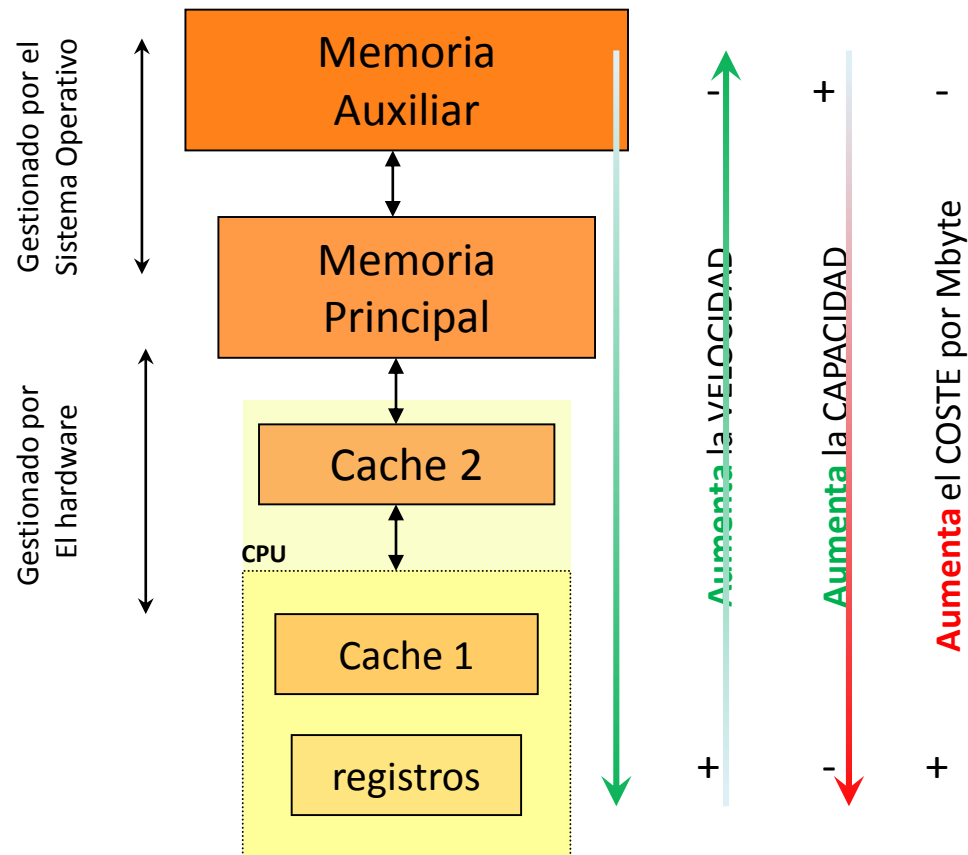 Gestionado por el
Sistema Operativo
Gestionado por
El hardware
Memoria
Auxiliar
Memoria
Principal
Cache 2
CPU
Cache 1
registros
-
Aumenta la VELOCIDAD
+
+
Aumenta la CAPACIDAD
-
-
Aumenta el COSTE por Mbyte
+